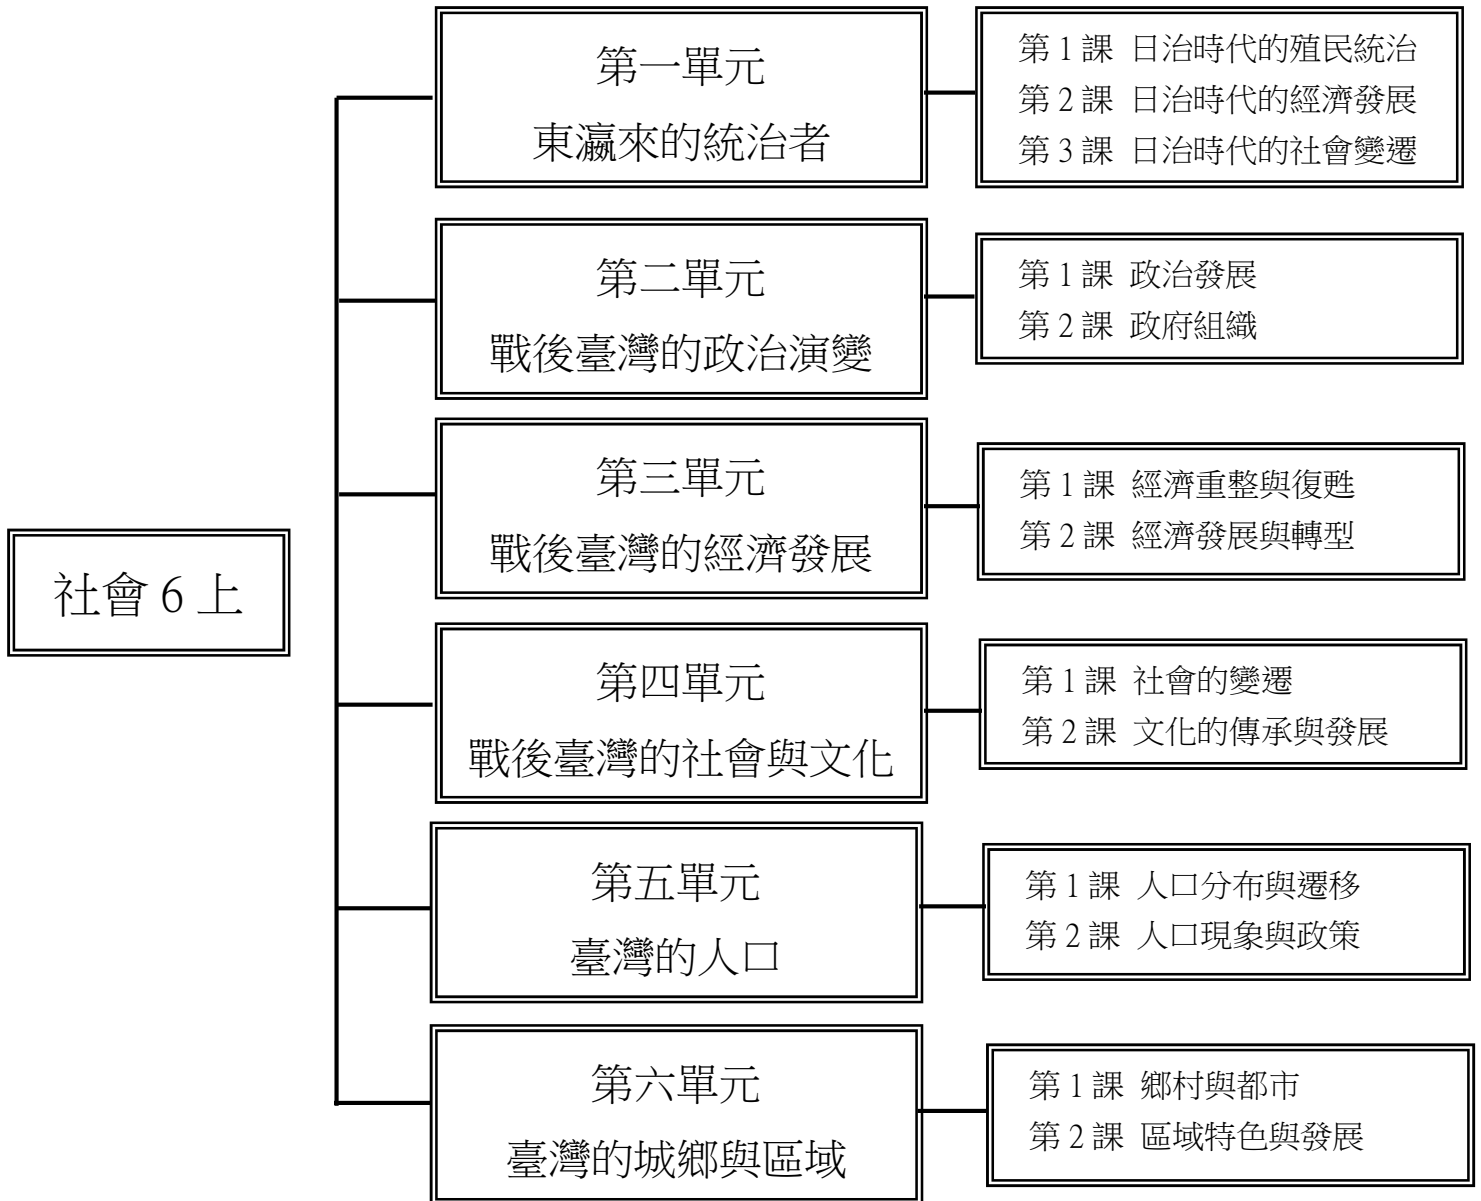 社會 6 上
第一單元
東瀛來的統治者
第 1 課 日治時代的殖民統治
第 2 課 日治時代的經濟發展
第 3 課 日治時代的社會變遷
第二單元
戰後臺灣的政治演變
第 1 課 政治發展
第 2 課 政府組織
第三單元
戰後臺灣的經濟發展
第 1 課 經濟重整與復甦
第 2 課 經濟發展與轉型
第四單元
戰後臺灣的社會與文化
第 1 課 社會的變遷
第 2 課 文化的傳承與發展
第五單元
臺灣的人口
第 1 課 人口分布與遷移
第 2 課 人口現象與政策
第六單元
臺灣的城鄉與區域
第 1 課 鄉村與都市
第 2 課 區域特色與發展